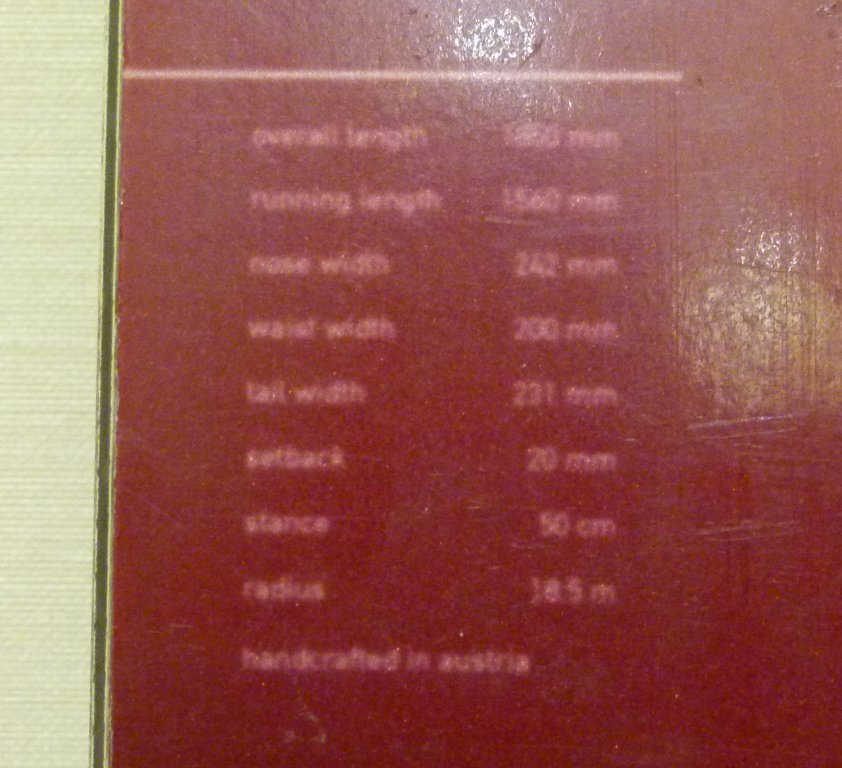 overall length 1800 mm
running length 1560 mm
nose width 242 mm
waist width 200 mm
tail width 231 mm
setback 20 mm
stance 50 cm
radius 18.5 m
handcrafted in austria